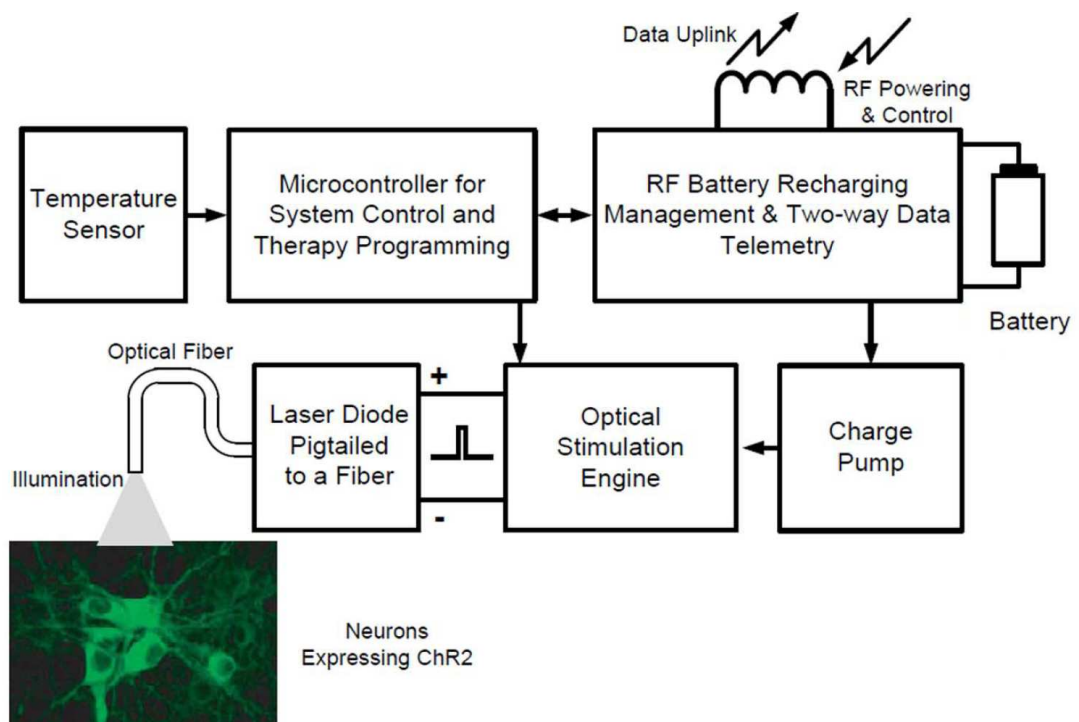 Data Uplink
RF Powering
& Control
Temperature
Sensor
Microcontroller for
System Control and
Therapy Programming
RF Battery Recharging
Management & Two-way Data
Telemetry
Battery
Optical Fiber
Laser Diode
Pigtailed
to a Fiber
+
-
Optical
Stimulation
Engine
Charge
Pump
Illumination
Neurons
Expressing ChR2